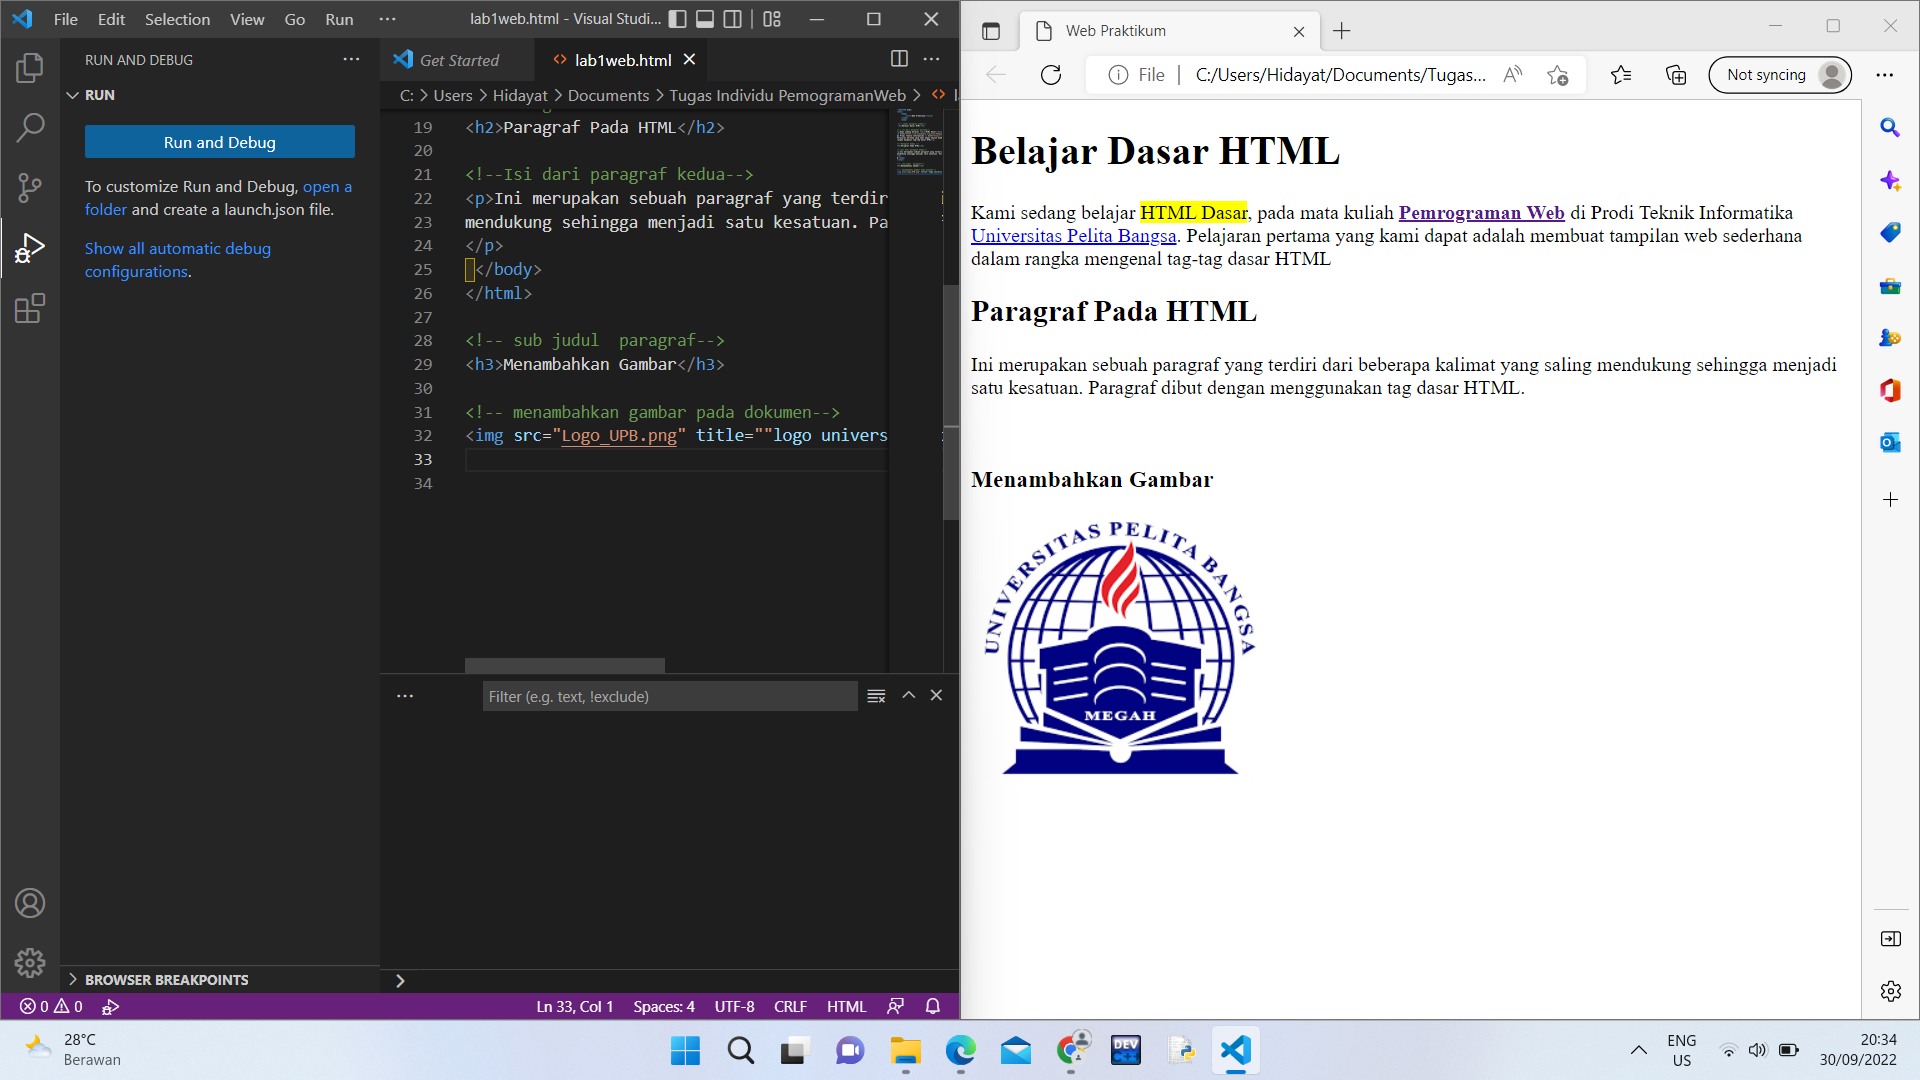 File Edit Selection View Go Run ··· lab1web.html - Visual Studi...
RUN AND DEBUG ···
RUN
Run and Debug
To customize Run and Debug, open a
folder and create a launch.json file.
Show all automatic debug
configurations.
BROWSER BREAKPOINTS
Get Started lab1web.html ···
C: > Users > Hidayat > Documents > Tugas Individu PemogramanWeb >
19 <h2>Paragraf Pada HTML</h2>
20
21 <!--Isi dari paragraf kedua-->
22 <p>Ini merupakan sebuah paragraf yang terdir
23 mendukung sehingga menjadi satu kesatuan. Pa
24 </p>
25 </body>
26 </html>
27
28 <!-- sub judul  paragraf-->
29 <h3>Menambahkan Gambar</h3>
30
31 <!-- menambahkan gambar pada dokumen-->
32 <img src="Logo_UPB.png" title=""logo univers
33
34
··· Filter (e.g. text, !exclude)
0 0 Ln 33, Col 1 Spaces: 4 UTF-8 CRLF HTML
Web Praktikum
File C:/Users/Hidayat/Documents/Tugas... Not syncing ···
Belajar Dasar HTML
Kami sedang belajar HTML Dasar, pada mata kuliah Pemrograman Web di Prodi Teknik Informatika
Universitas Pelita Bangsa. Pelajaran pertama yang kami dapat adalah membuat tampilan web sederhana
dalam rangka mengenal tag-tag dasar HTML
Paragraf Pada HTML
Ini merupakan sebuah paragraf yang terdiri dari beberapa kalimat yang saling mendukung sehingga menjadi
satu kesatuan. Paragraf dibut dengan menggunakan tag dasar HTML.
Menambahkan Gambar
UNIVERSITAS PELITA BANGSA
MEGAH
28°C
Berawan
DEV
C++
ENG
US
20:34
30/09/2022